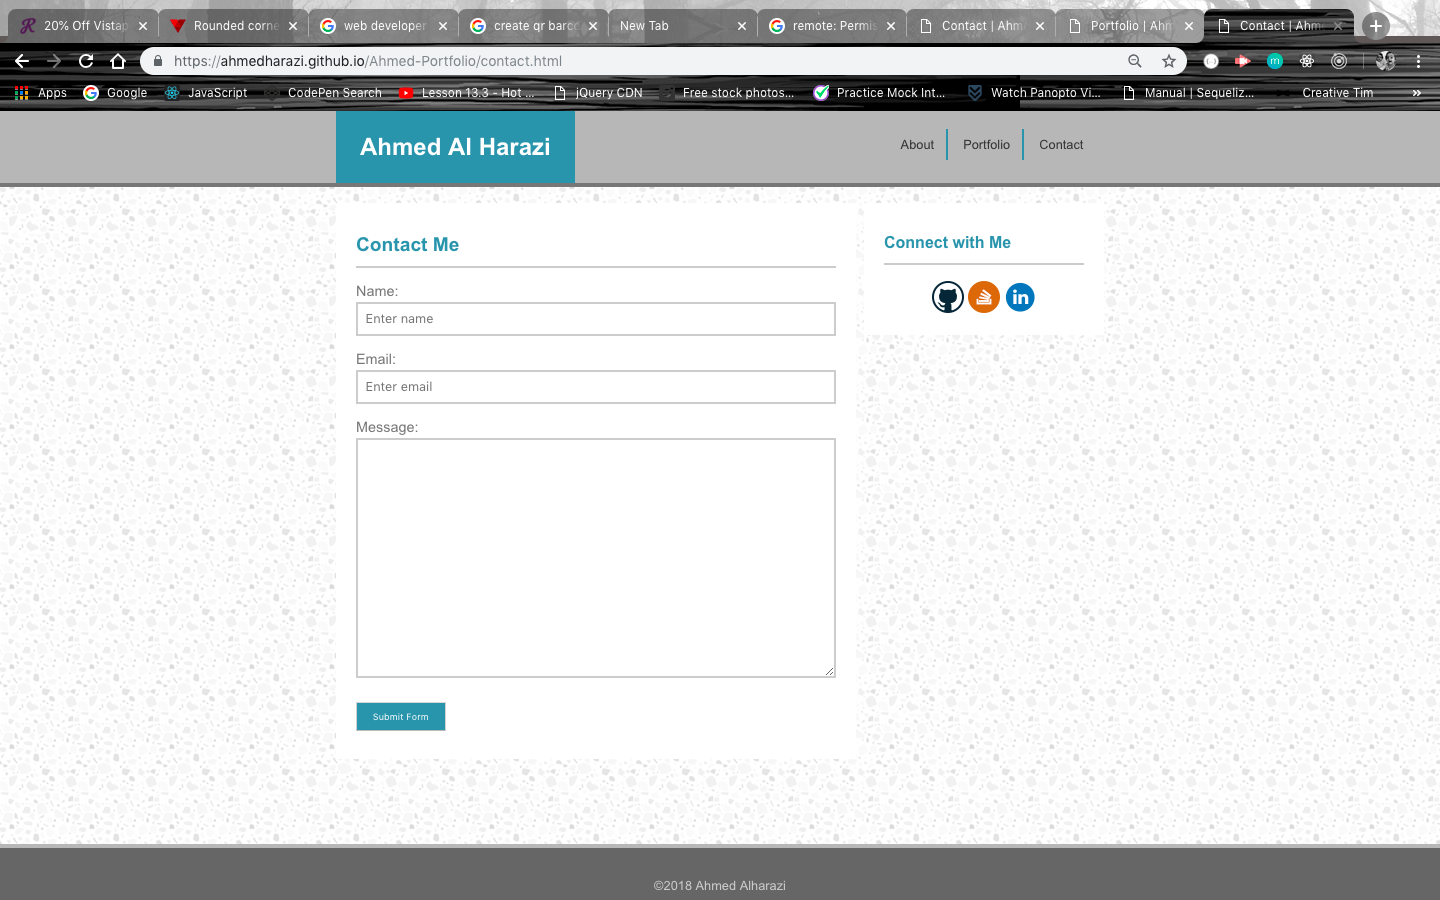 20% Off Vistap
Rounded corne
web developer
create qr barco
New Tab
remote: Permis
Contact | Ahm
Portfolio | Ahm
Contact | Ahm
https://ahmedharazi.github.io/Ahmed-Portfolio/contact.html
Apps
Google
JavaScript
CodePen Search
Lesson 13.3 - Hot ...
jQuery CDN
Free stock photos...
Practice Mock Int...
Watch Panopto Vi...
Manual | Sequeliz...
Creative Tim
»
Ahmed Al Harazi
About
Portfolio
Contact
Contact Me
Name:
Enter name
Email:
Enter email
Message:
Submit Form
Connect with Me
in
©2018 Ahmed Alharazi